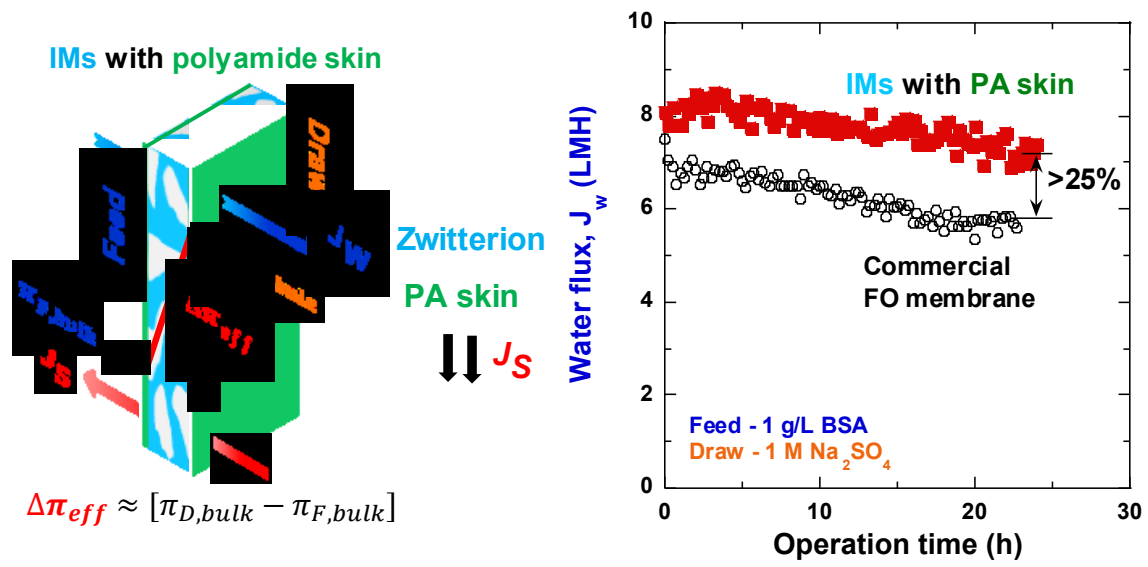 IMs with polyamide skin
Draw
Feed
J_W
J_S
Zwitterion
PA skin
J_S
Δπ_eff ≈ [π_D,bulk − π_F,bulk]
10
8
6
4
2
0
Water flux, J_w (LMH)
IMs with PA skin
>25%
Commercial
FO membrane
Feed - 1 g/L BSA
Draw - 1 M Na_2SO_4
0
10
20
30
Operation time (h)